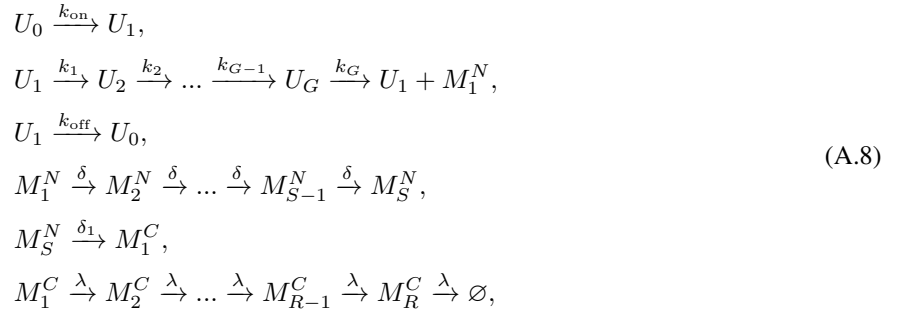 $U_0 \xrightarrow{k_{\text{on}}} U_1,$
$U_1 \xrightarrow{k_1} U_2 \xrightarrow{k_2} ... \xrightarrow{k_{G-1}} U_G \xrightarrow{k_G} U_1 + M_1^N,$
$U_1 \xrightarrow{k_{\text{off}}} U_0,$
(A.8)
$M_1^N \xrightarrow{\delta} M_2^N \xrightarrow{\delta} ... \xrightarrow{\delta} M_{S-1}^N \xrightarrow{\delta} M_S^N,$
$M_S^N \xrightarrow{\delta_1} M_1^C,$
$M_1^C \xrightarrow{\lambda} M_2^C \xrightarrow{\lambda} ... \xrightarrow{\lambda} M_{R-1}^C \xrightarrow{\lambda} M_R^C \xrightarrow{\lambda} \varnothing,$